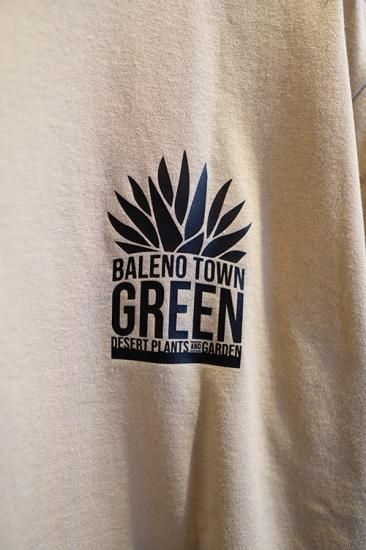 BALENO TOWN
GREEN
DESERT PLANTS AND GARDEN